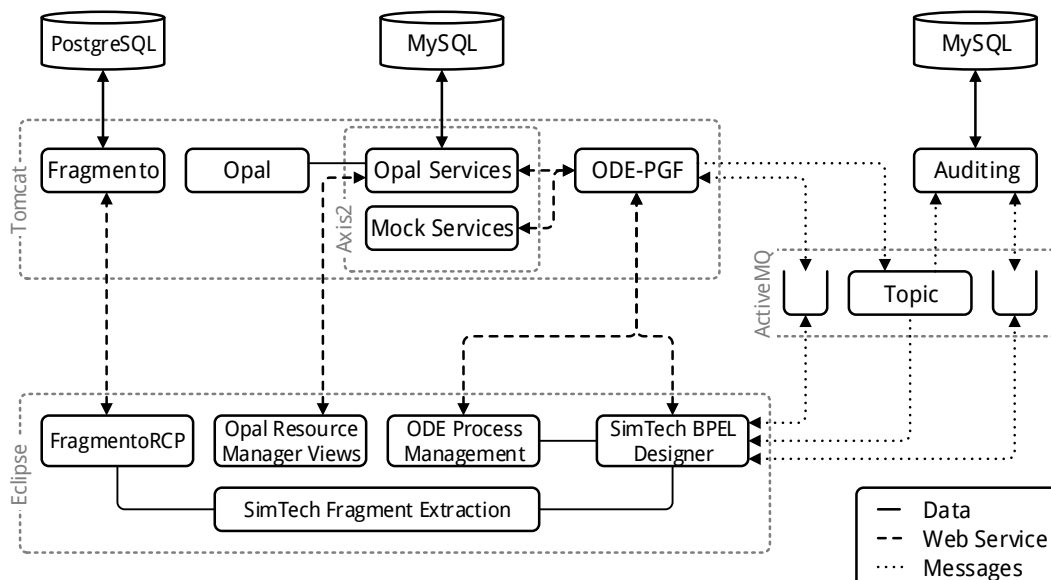 PostgreSQL
MySQL
MySQL
Tomcat
Fragmento
Opal
Axis2
Opal Services
Mock Services
ODE-PGF
Auditing
ActiveMQ
Topic
Eclipse
FragmentoRCP
Opal Resource
Manager Views
ODE Process
Management
SimTech BPEL
Designer
SimTech Fragment Extraction
Data
Web Service
Messages